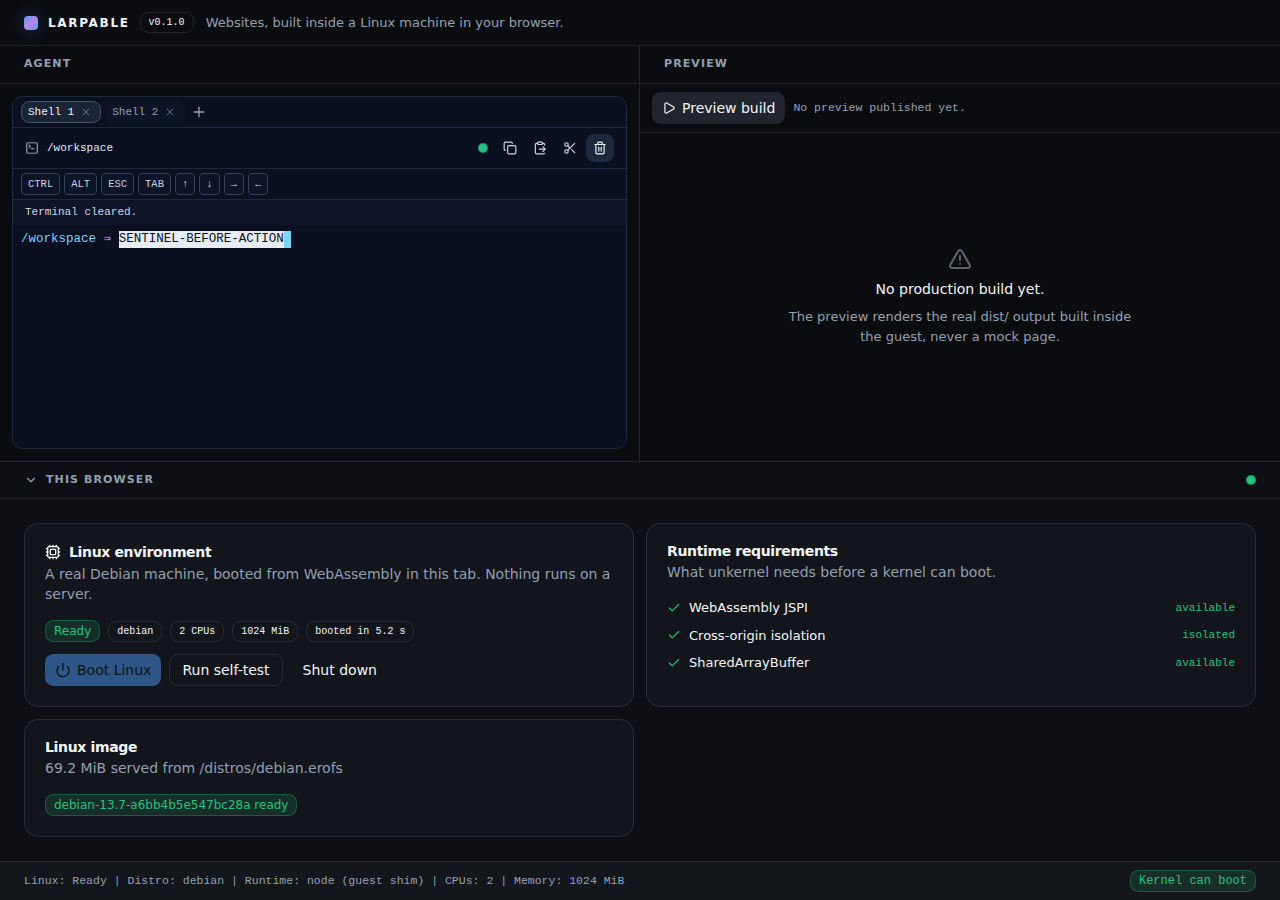 LARPABLE v0.1.0 Websites, built inside a Linux machine in your browser.
AGENT
Shell 1 Shell 2
/workspace
CTRL ALT ESC TAB ↑ ↓ → ←
Terminal cleared.
/workspace ⇒ SENTINEL-BEFORE-ACTION
PREVIEW
Preview build No preview published yet.
No production build yet.
The preview renders the real dist/ output built inside
the guest, never a mock page.
THIS BROWSER
Linux environment
A real Debian machine, booted from WebAssembly in this tab. Nothing runs on a
server.
Ready debian 2 CPUs 1024 MiB booted in 5.2 s
Boot Linux Run self-test Shut down
Runtime requirements
What unkernel needs before a kernel can boot.
WebAssembly JSPI available
Cross-origin isolation isolated
SharedArrayBuffer available
Linux image
69.2 MiB served from /distros/debian.erofs
debian-13.7-a6bb4b5e547bc28a ready
Linux: Ready | Distro: debian | Runtime: node (guest shim) | CPUs: 2 | Memory: 1024 MiB
Kernel can boot